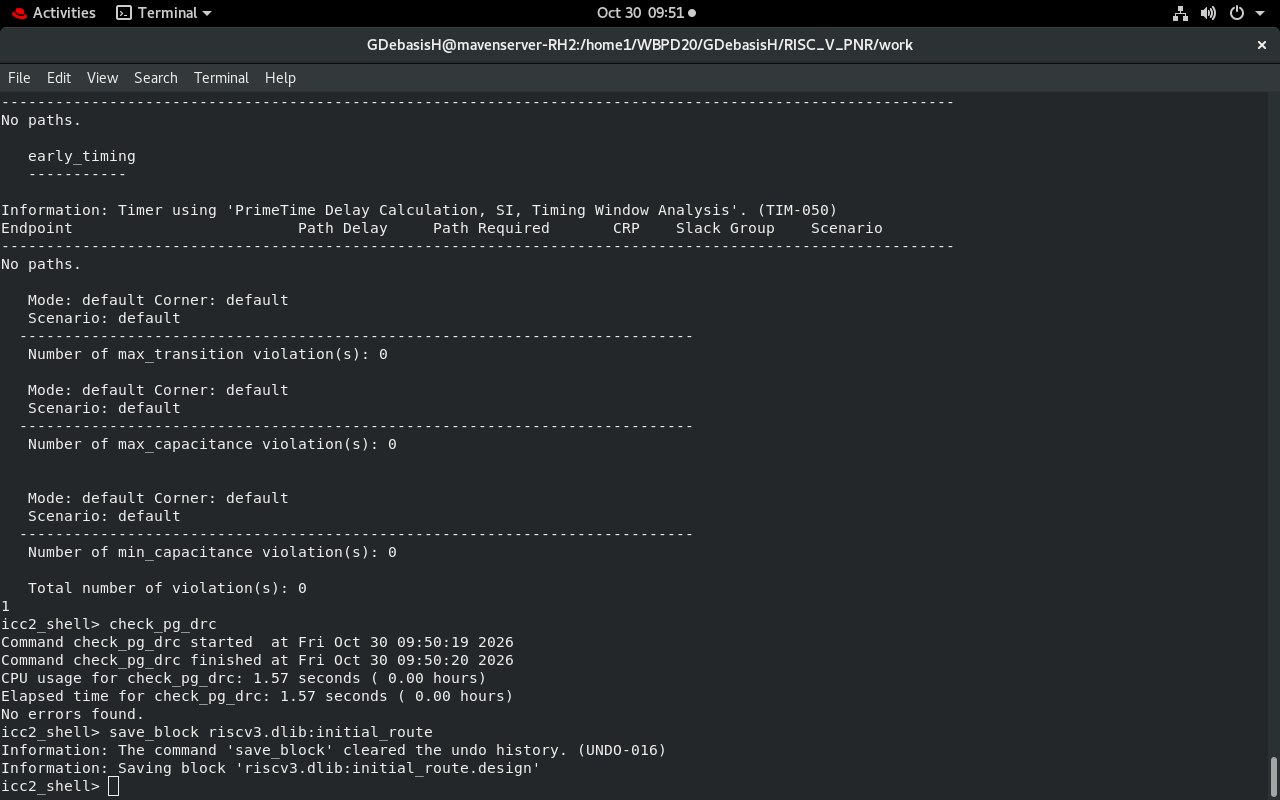 Activities Terminal Oct 30 09:51
GDebasisH@mavenserver-RH2:/home1/WBPD20/GDebasisH/RISC_V_PNR/work ×
File Edit View Search Terminal Help
----------------------------------------------------------------------------------------------------------
No paths.
early_timing
-----------
Information: Timer using 'PrimeTime Delay Calculation, SI, Timing Window Analysis'. (TIM-050)
Endpoint                         Path Delay     Path Required       CRP    Slack Group    Scenario
----------------------------------------------------------------------------------------------------------
No paths.
Mode: default Corner: default
Scenario: default
---------------------------------------------------------------------------
Number of max_transition violation(s): 0
Mode: default Corner: default
Scenario: default
---------------------------------------------------------------------------
Number of max_capacitance violation(s): 0
Mode: default Corner: default
Scenario: default
---------------------------------------------------------------------------
Number of min_capacitance violation(s): 0
Total number of violation(s): 0
1
icc2_shell> check_pg_drc
Command check_pg_drc started  at Fri Oct 30 09:50:19 2026
Command check_pg_drc finished at Fri Oct 30 09:50:20 2026
CPU usage for check_pg_drc: 1.57 seconds ( 0.00 hours)
Elapsed time for check_pg_drc: 1.57 seconds ( 0.00 hours)
No errors found.
icc2_shell> save_block riscv3.dlib:initial_route
Information: The command 'save_block' cleared the undo history. (UNDO-016)
Information: Saving block 'riscv3.dlib:initial_route.design'
icc2_shell>